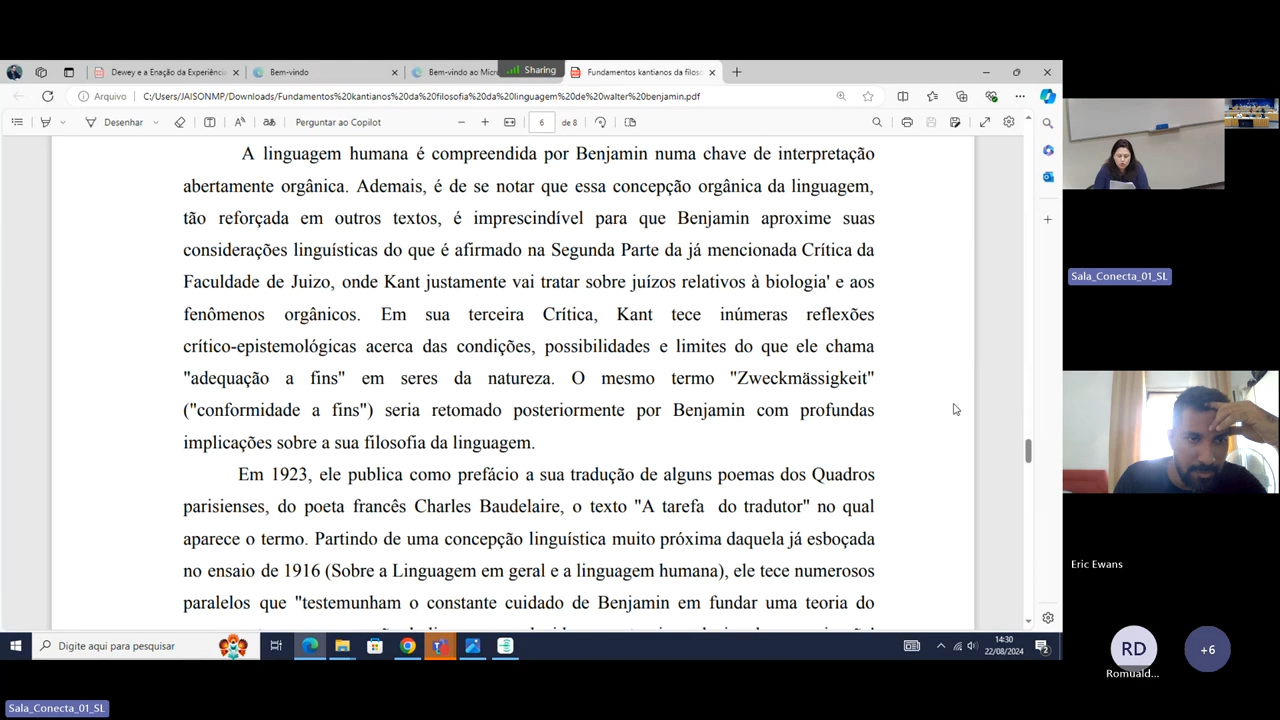 Dewey e a Enação da Experiênci
Bem-vindo
Bem-vindo ao Micr
Sharing
Fundamentos kantianos da filoso
Arquivo
C:/Users/JAISONMP/Downloads/Fundamentos%20kantianos%20da%20filosofia%20da%20linguagem%20de%20walter%20benjamin.pdf
Desenhar
Perguntar ao Copilot
6
de 8
A linguagem humana é compreendida por Benjamin numa chave de interpretação
abertamente orgânica. Ademais, é de se notar que essa concepção orgânica da linguagem,
tão reforçada em outros textos, é imprescindível para que Benjamin aproxime suas
considerações linguísticas do que é afirmado na Segunda Parte da já mencionada Crítica da
Faculdade de Juizo, onde Kant justamente vai tratar sobre juízos relativos à biologia' e aos
fenômenos orgânicos. Em sua terceira Crítica, Kant tece inúmeras reflexões
crítico-epistemológicas acerca das condições, possibilidades e limites do que ele chama
"adequação a fins" em seres da natureza. O mesmo termo "Zweckmässigkeit"
("conformidade a fins") seria retomado posteriormente por Benjamin com profundas
implicações sobre a sua filosofia da linguagem.
Em 1923, ele publica como prefácio a sua tradução de alguns poemas dos Quadros
parisienses, do poeta francês Charles Baudelaire, o texto "A tarefa do tradutor" no qual
aparece o termo. Partindo de uma concepção linguística muito próxima daquela já esboçada
no ensaio de 1916 (Sobre a Linguagem em geral e a linguagem humana), ele tece numerosos
paralelos que "testemunham o constante cuidado de Benjamin em fundar uma teoria do
Digite aqui para pesquisar
14:30
22/08/2024
2
Sala_Conecta_01_SL
Eric Ewans
RD
Romuald...
+6
Sala_Conecta_01_SL